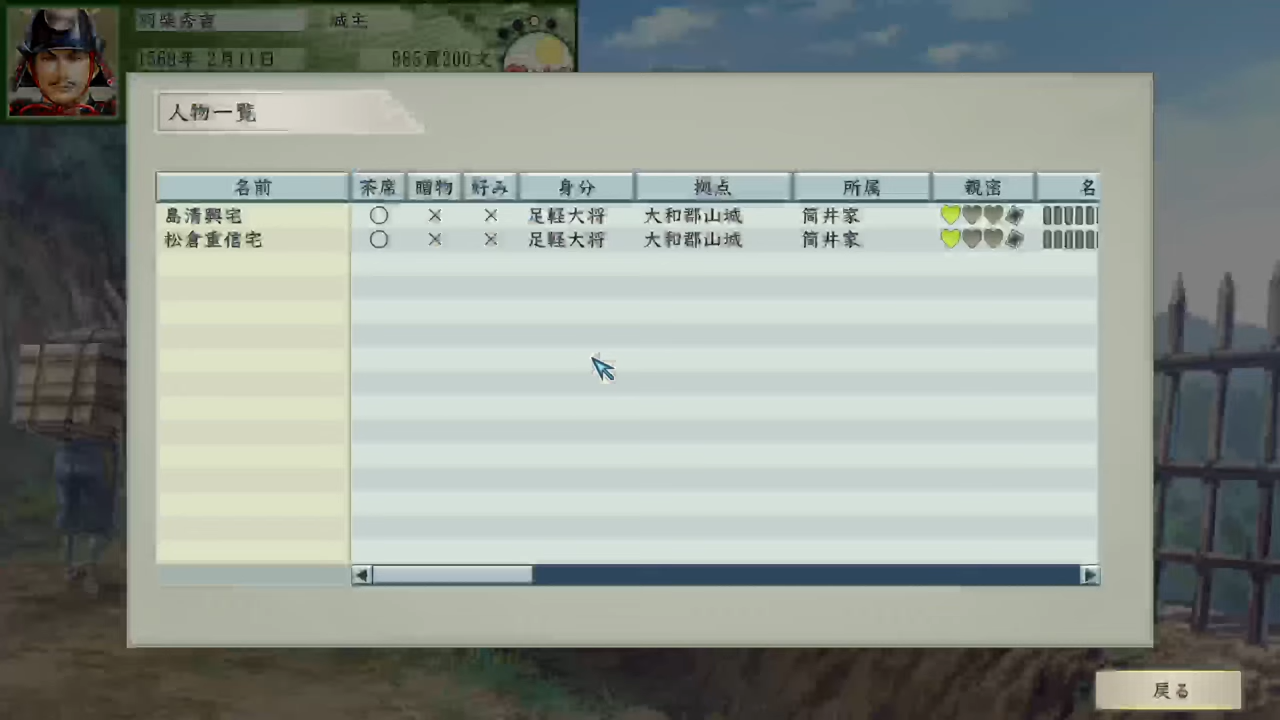 羽柴秀吉 城主
1569年 2月11日 985貫200文
人物一覧
名前 茶席 贈物 好み 身分 拠点 所属 親密 名
島清興宅 ○ × × 足軽大将 大和郡山城 筒井家
松倉重信宅 ○ × × 足軽大将 大和郡山城 筒井家
戻る